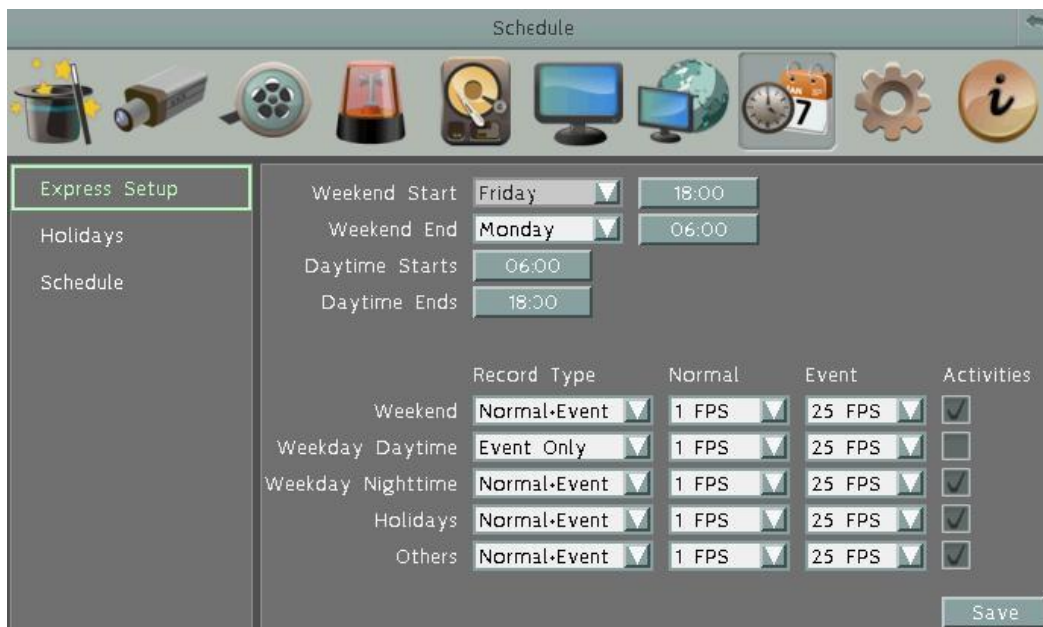 Schedule
JAN
7
Express Setup
Holidays
Schedule
Weekend Start Friday 18:00
Weekend End Monday 06:00
Daytime Starts 06:00
Daytime Ends 18:00
Record Type Normal Event Activities
Weekend Normal+Event 1 FPS 25 FPS
Weekday Daytime Event Only 1 FPS 25 FPS
Weekday Nighttime Normal+Event 1 FPS 25 FPS
Holidays Normal+Event 1 FPS 25 FPS
Others Normal+Event 1 FPS 25 FPS
Save